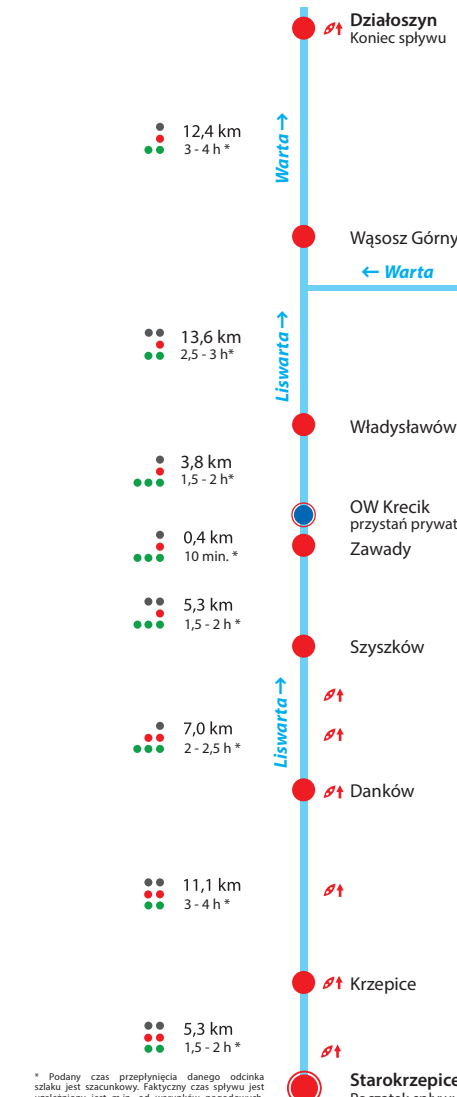 Działoszyn
Koniec spływu
12,4 km
3 - 4 h *
Warta →
Wąsosz Górny
← Warta
13,6 km
2,5 - 3 h*
Liswarta →
Władysławów
3,8 km
1,5 - 2 h*
OW Krecik
przystań prywat
0,4 km
10 min. *
Zawady
5,3 km
1,5 - 2 h *
Szyszków
Liswarta →
7,0 km
2 - 2,5 h *
Danków
11,1 km
3 - 4 h *
Krzepice
5,3 km
1,5 - 2 h *
Starokrzepice
* Podany czas przepłynięcia danego odcinka
szlaku jest szacunkowy. Faktyczny czas spływu jest